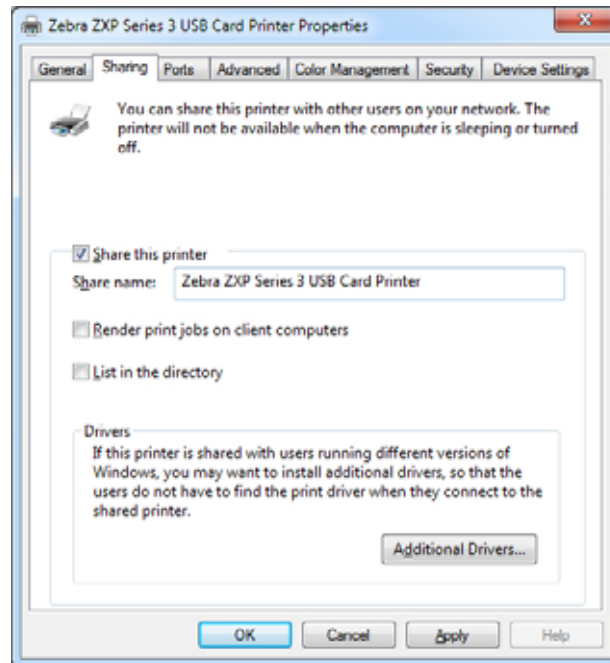 Zebra ZXP Series 3 USB Card Printer Properties
General Sharing Ports Advanced Color Management Security Device Settings
You can share this printer with other users on your network. The
printer will not be available when the computer is sleeping or turned
off.
Share this printer
Share name: Zebra ZXP Series 3 USB Card Printer
Render print jobs on client computers
List in the directory
Drivers
If this printer is shared with users running different versions of
Windows, you may want to install additional drivers, so that the
users do not have to find the print driver when they connect to the
shared printer.
Additional Drivers...
OK Cancel Apply Help